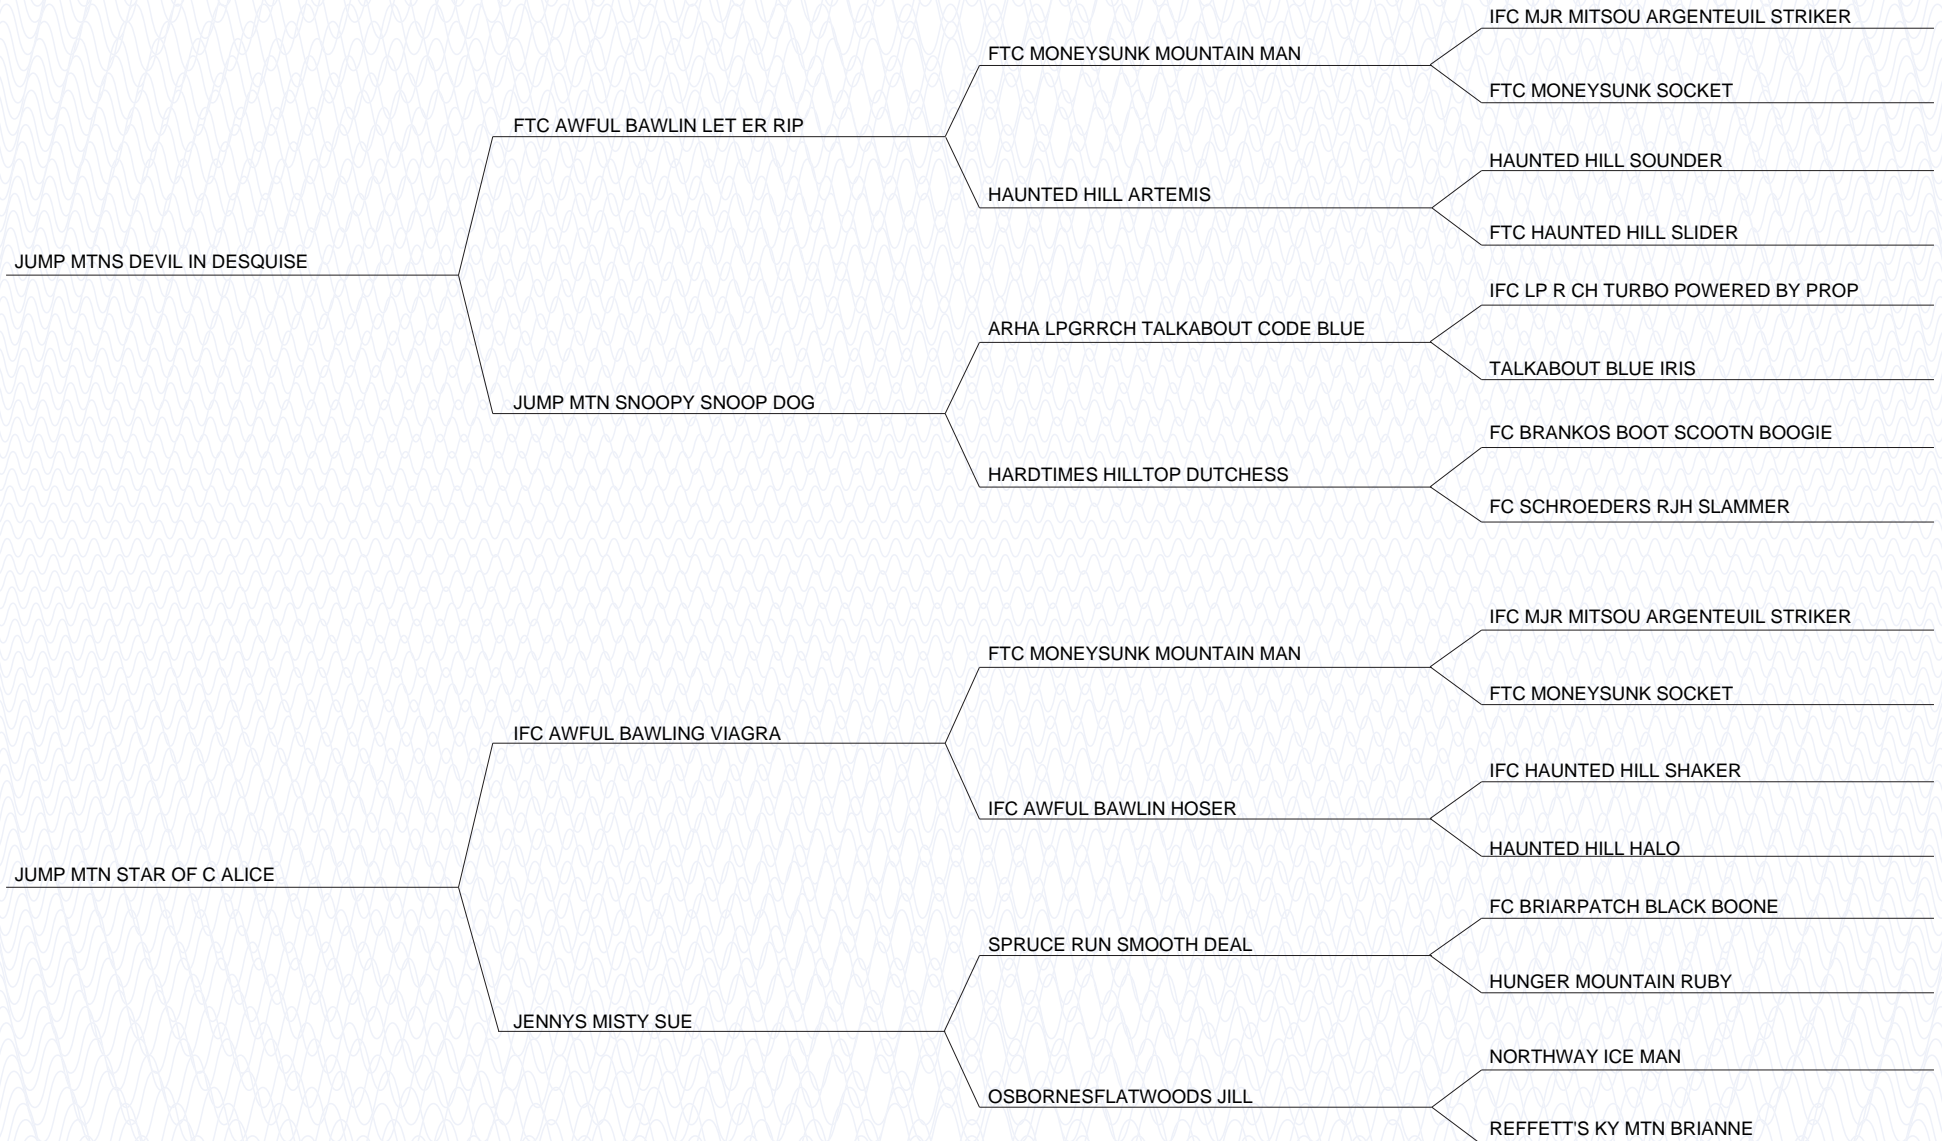 IFC MJR MITSOU ARGENTEUIL STRIKER
FTC MONEYSUNK MOUNTAIN MAN
FTC MONEYSUNK SOCKET
FTC AWFUL BAWLIN LET ER RIP
HAUNTED HILL SOUNDER
HAUNTED HILL ARTEMIS
FTC HAUNTED HILL SLIDER
JUMP MTNS DEVIL IN DESQUISE
IFC LP R CH TURBO POWERED BY PROP
ARHA LPGRRCH TALKABOUT CODE BLUE
TALKABOUT BLUE IRIS
JUMP MTN SNOOPY SNOOP DOG
FC BRANKOS BOOT SCOOTN BOOGIE
HARDTIMES HILLTOP DUTCHESS
FC SCHROEDERS RJH SLAMMER
IFC MJR MITSOU ARGENTEUIL STRIKER
FTC MONEYSUNK MOUNTAIN MAN
FTC MONEYSUNK SOCKET
IFC AWFUL BAWLING VIAGRA
IFC HAUNTED HILL SHAKER
IFC AWFUL BAWLIN HOSER
HAUNTED HILL HALO
JUMP MTN STAR OF C ALICE
FC BRIARPATCH BLACK BOONE
SPRUCE RUN SMOOTH DEAL
HUNGER MOUNTAIN RUBY
JENNYS MISTY SUE
NORTHWAY ICE MAN
OSBORNESFLATWOODS JILL
REFFETT'S KY MTN BRIANNE